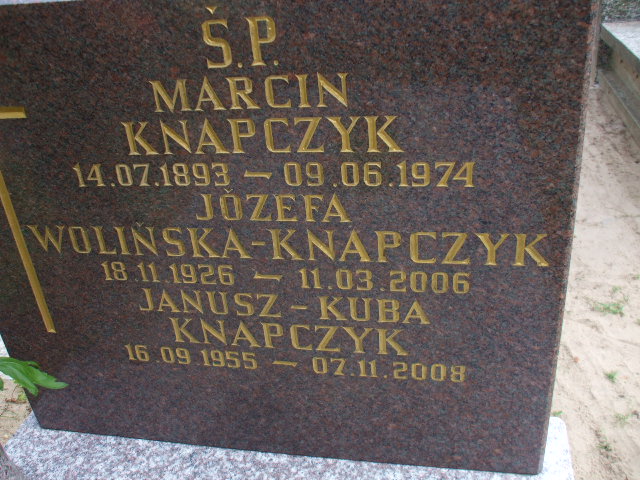 Ś.P.
MARCIN
KNAPCZYK
14.07.1893 – 09.06.1974
JÓZEFA
WOLIŃSKA-KNAPCZYK
18.11.1926 – 11.03.2006
JANUSZ – KUBA
KNAPCZYK
16.09.1955 – 07.11.2008